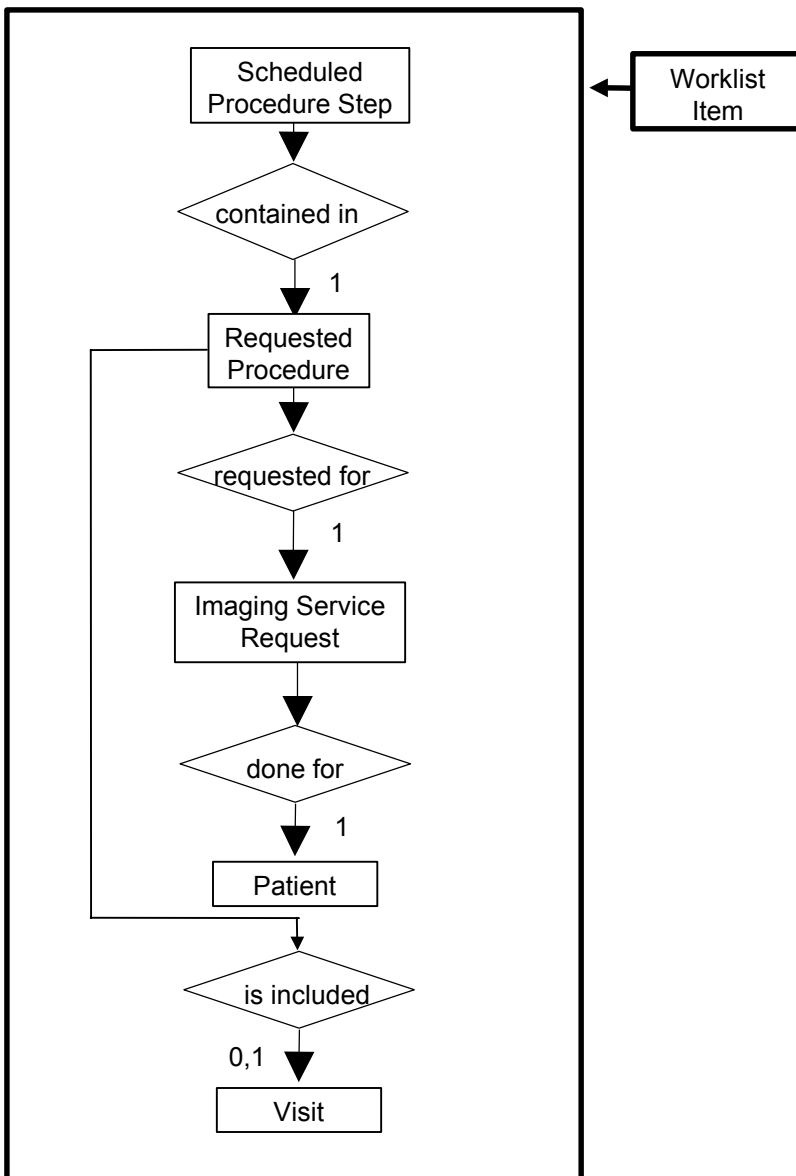 Scheduled
Procedure Step
Worklist
Item
contained in
1
Requested
Procedure
requested for
1
Imaging Service
Request
done for
1
Patient
is included
0,1
Visit